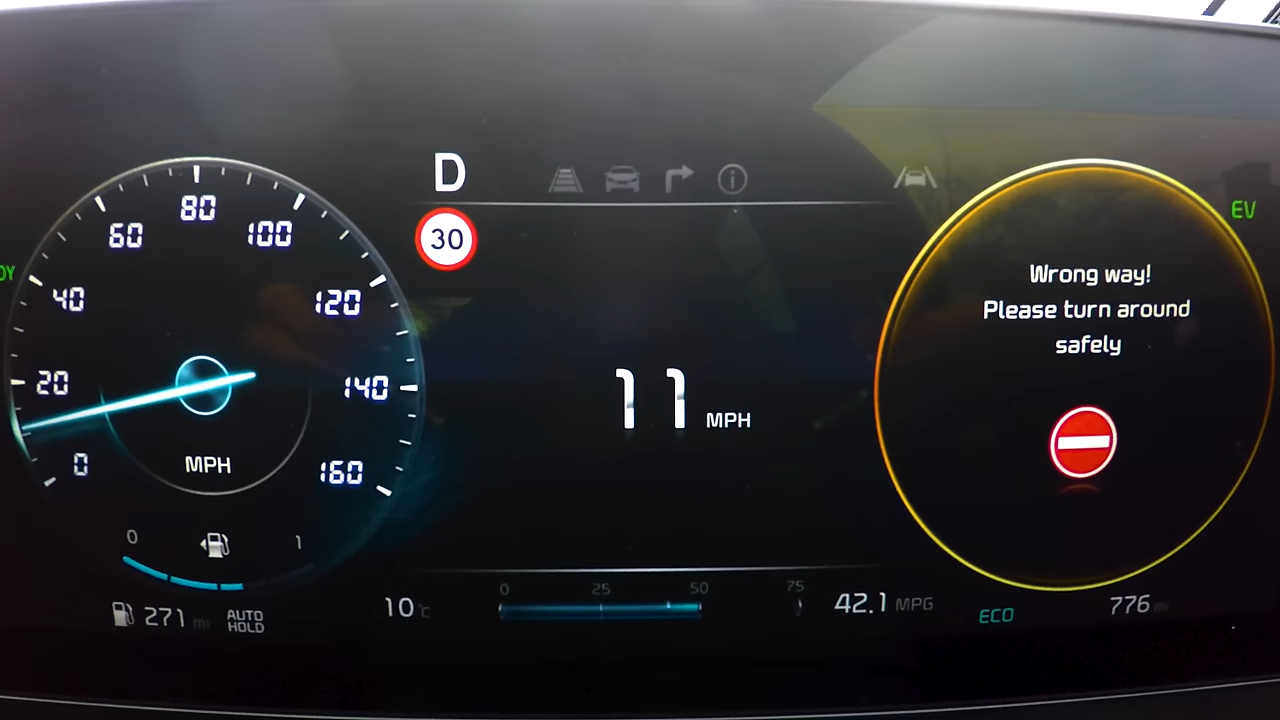 D
30
80
60
100
40
120
20
140
0
160
MPH
0
1
271 mi
AUTO
HOLD
11 MPH
0
25
50
75
10 °C
42.1 MPG
EV
Wrong way!
Please turn around
safely
ECO
776 mi